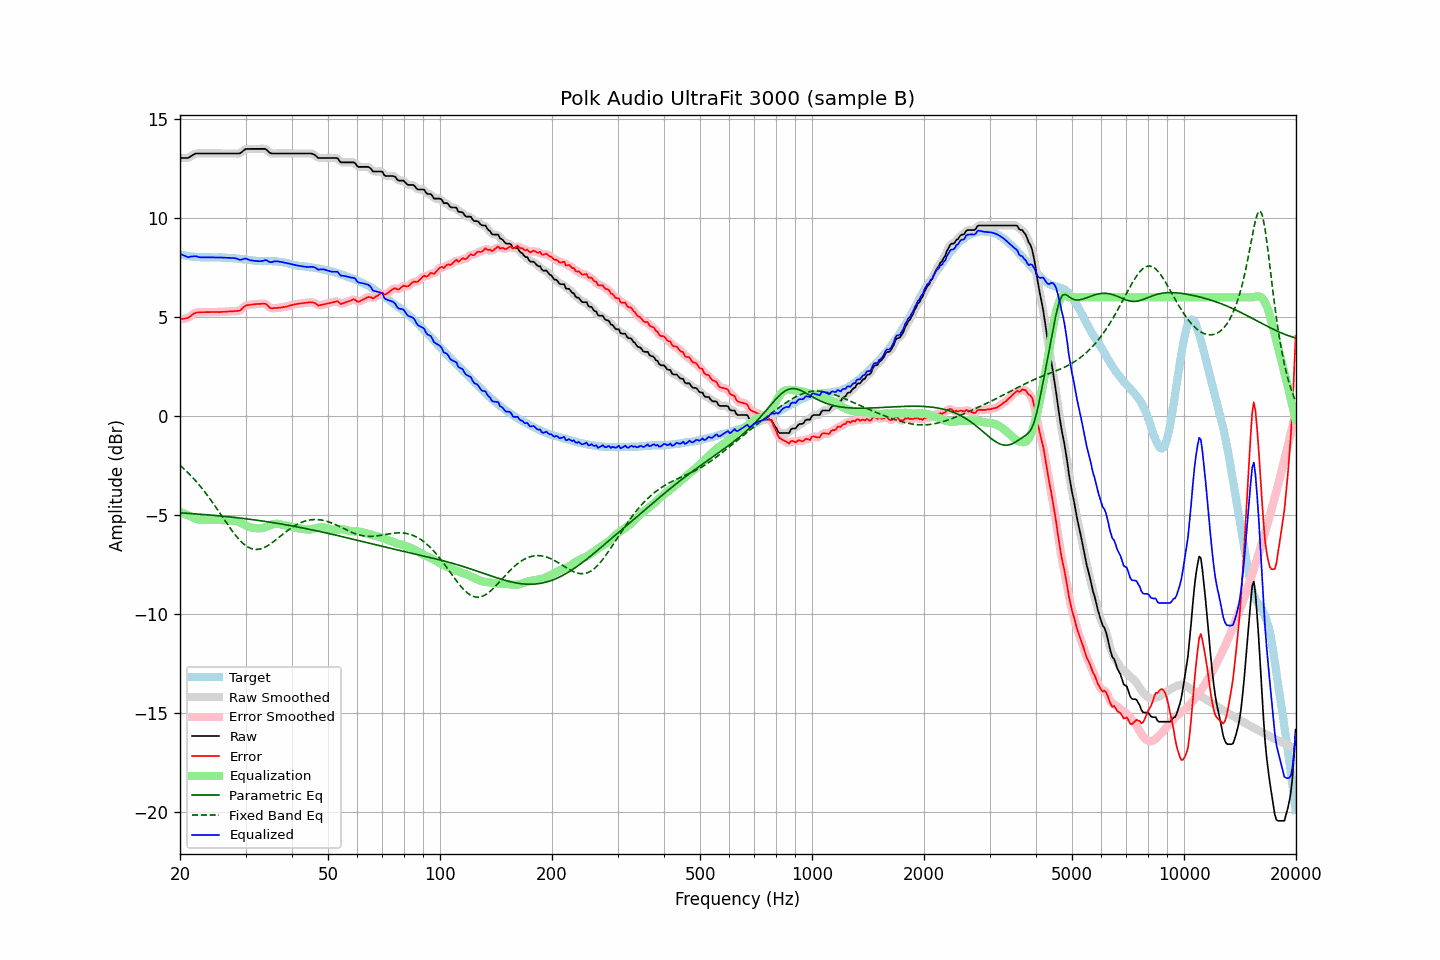 Polk Audio UltraFit 3000 (sample B)
15
10
5
0
−5
−10
−15
−20
Amplitude (dBr)
Target
Raw Smoothed
Error Smoothed
Raw
Error
Equalization
Parametric Eq
Fixed Band Eq
Equalized
20 50 100 200 500 1000 2000 5000 10000 20000
Frequency (Hz)